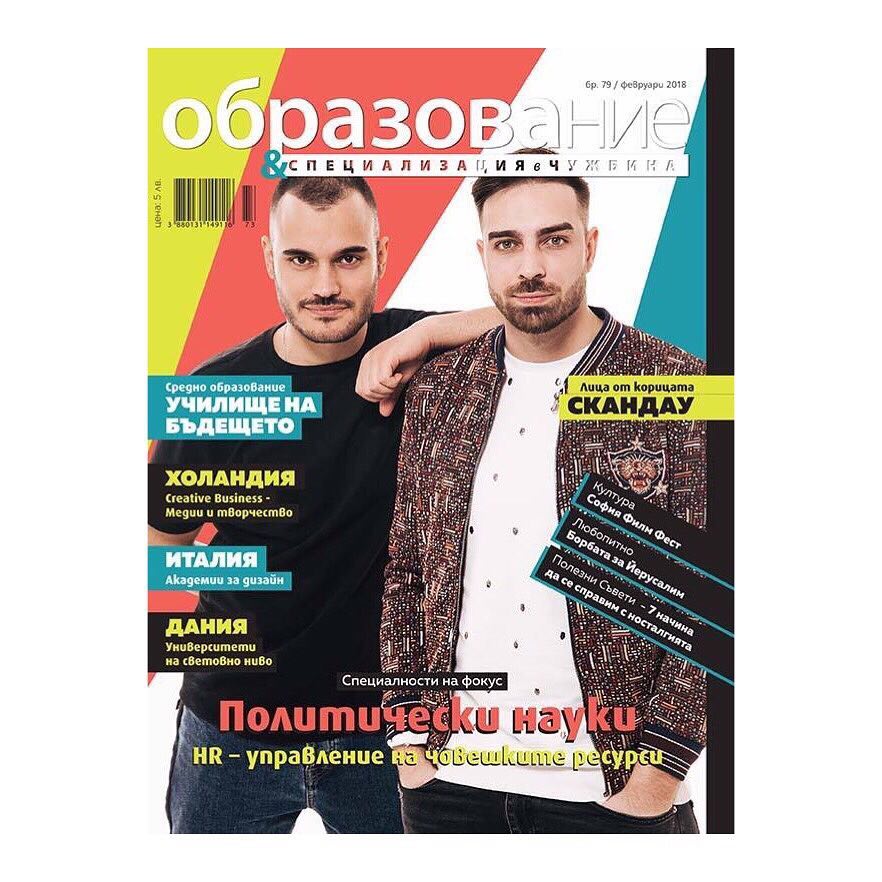 бр. 79 / февруари 2018
образование
& СПЕЦИАЛИЗАЦИЯ в ЧУЖБИНА
цена: 5 лв.
3 880131 149116 73
Средно образование
УЧИЛИЩЕ НА
БЪДЕЩЕТО
Лица от корицата
СКАНДАУ
ХОЛАНДИЯ
Creative Business -
Медии и творчество
ИТАЛИЯ
Академии за дизайн
ДАНИЯ
Университети
на световно ниво
Култура
София Филм Фест
Любопитно
Борбата за Йерусалим
Полезни Съвети - 7 начина
да се справим с носталгията
Специалности на фокус
Политически науки
HR – управление на човешките ресурси